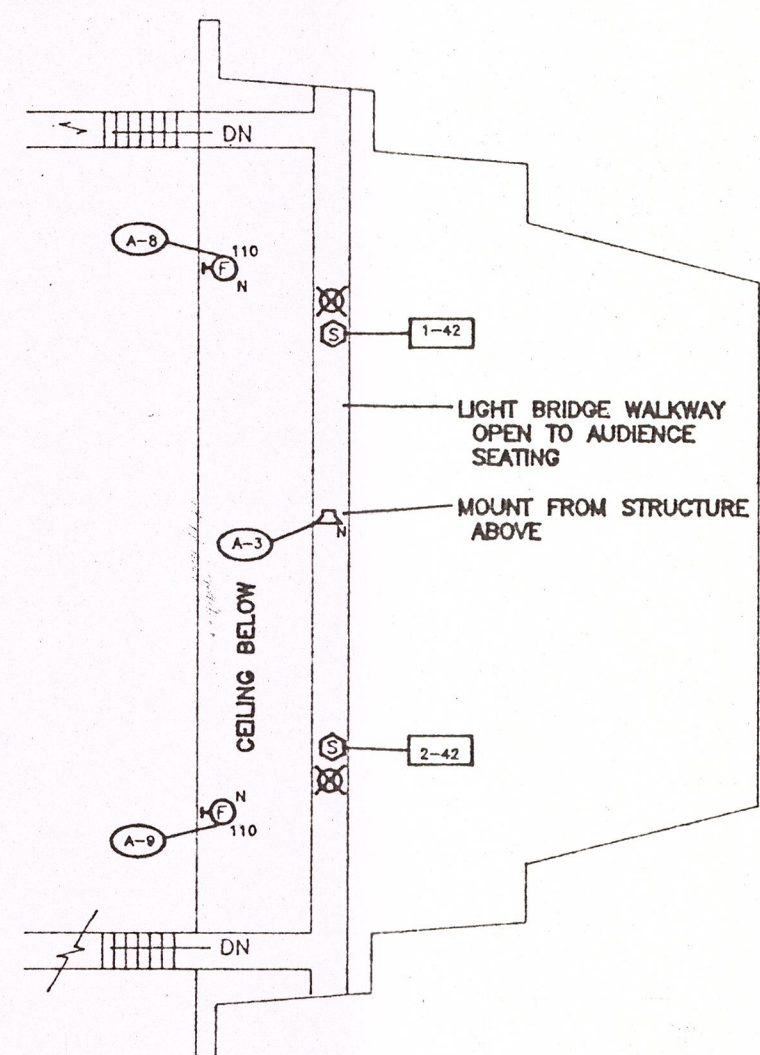 DN
A-8
110
F
N
S
1-42
LIGHT BRIDGE WALKWAY
OPEN TO AUDIENCE
SEATING
MOUNT FROM STRUCTURE
ABOVE
N
A-3
CEILING BELOW
S
2-42
N
F
110
A-9
DN